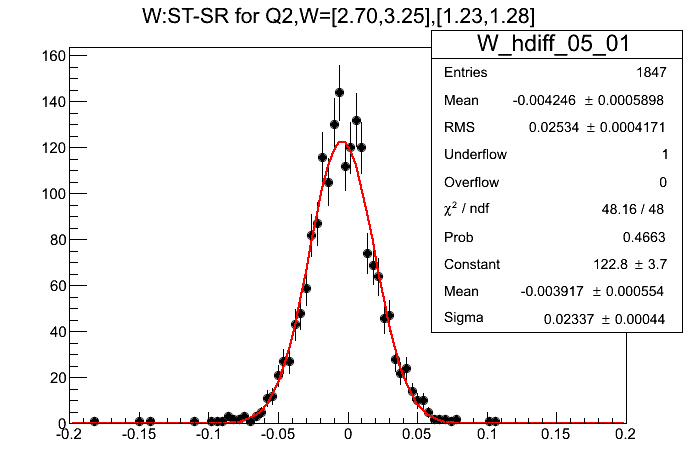 W:ST-SR for Q2,W=[2.70,3.25],[1.23,1.28]
W_hdiff_05_01
Entries 1847
Mean -0.004246 ± 0.0005898
RMS 0.02534 ± 0.0004171
Underflow 1
Overflow 0
χ² / ndf 48.16 / 48
Prob 0.4663
Constant 122.8 ± 3.7
Mean -0.003917 ± 0.000554
Sigma 0.02337 ± 0.00044
160
140
120
100
80
60
40
20
0
-0.2 -0.15 -0.1 -0.05 0 0.05 0.1 0.15 0.2